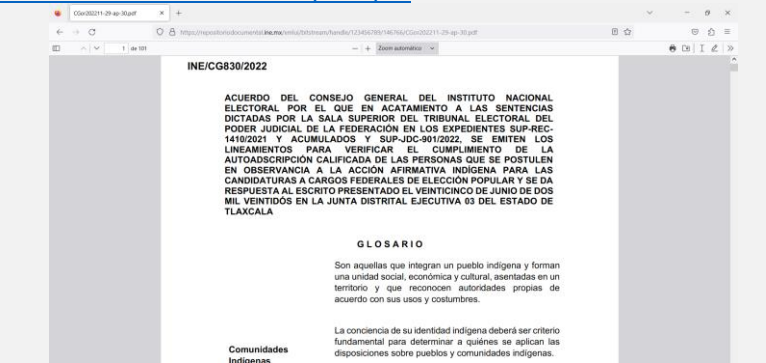 CGor202211-29-ap-30.pdf
https://repositoriodocumental.ine.mx/xmlui/bitstream/handle/123456789/146766/CGor202211-29-ap-30.pdf
1 de 101
Zoom automático
INE/CG830/2022
ACUERDO DEL CONSEJO GENERAL DEL INSTITUTO NACIONAL
ELECTORAL POR EL QUE EN ACATAMIENTO A LAS SENTENCIAS
DICTADAS POR LA SALA SUPERIOR DEL TRIBUNAL ELECTORAL DEL
PODER JUDICIAL DE LA FEDERACIÓN EN LOS EXPEDIENTES SUP-REC-
1410/2021 Y ACUMULADOS Y SUP-JDC-901/2022, SE EMITEN LOS
LINEAMIENTOS PARA VERIFICAR EL CUMPLIMIENTO DE LA
AUTOADSCRIPCIÓN CALIFICADA DE LAS PERSONAS QUE SE POSTULEN
EN OBSERVANCIA A LA ACCIÓN AFIRMATIVA INDÍGENA PARA LAS
CANDIDATURAS A CARGOS FEDERALES DE ELECCIÓN POPULAR Y SE DA
RESPUESTA AL ESCRITO PRESENTADO EL VEINTICINCO DE JUNIO DE DOS
MIL VEINTIDÓS EN LA JUNTA DISTRITAL EJECUTIVA 03 DEL ESTADO DE
TLAXCALA
GLOSARIO
Son aquellas que integran un pueblo indígena y forman
una unidad social, económica y cultural, asentadas en un
territorio y que reconocen autoridades propias de
acuerdo con sus usos y costumbres.
La conciencia de su identidad indígena deberá ser criterio
fundamental para determinar a quiénes se aplican las
disposiciones sobre pueblos y comunidades indígenas.
Comunidades
Indígenas